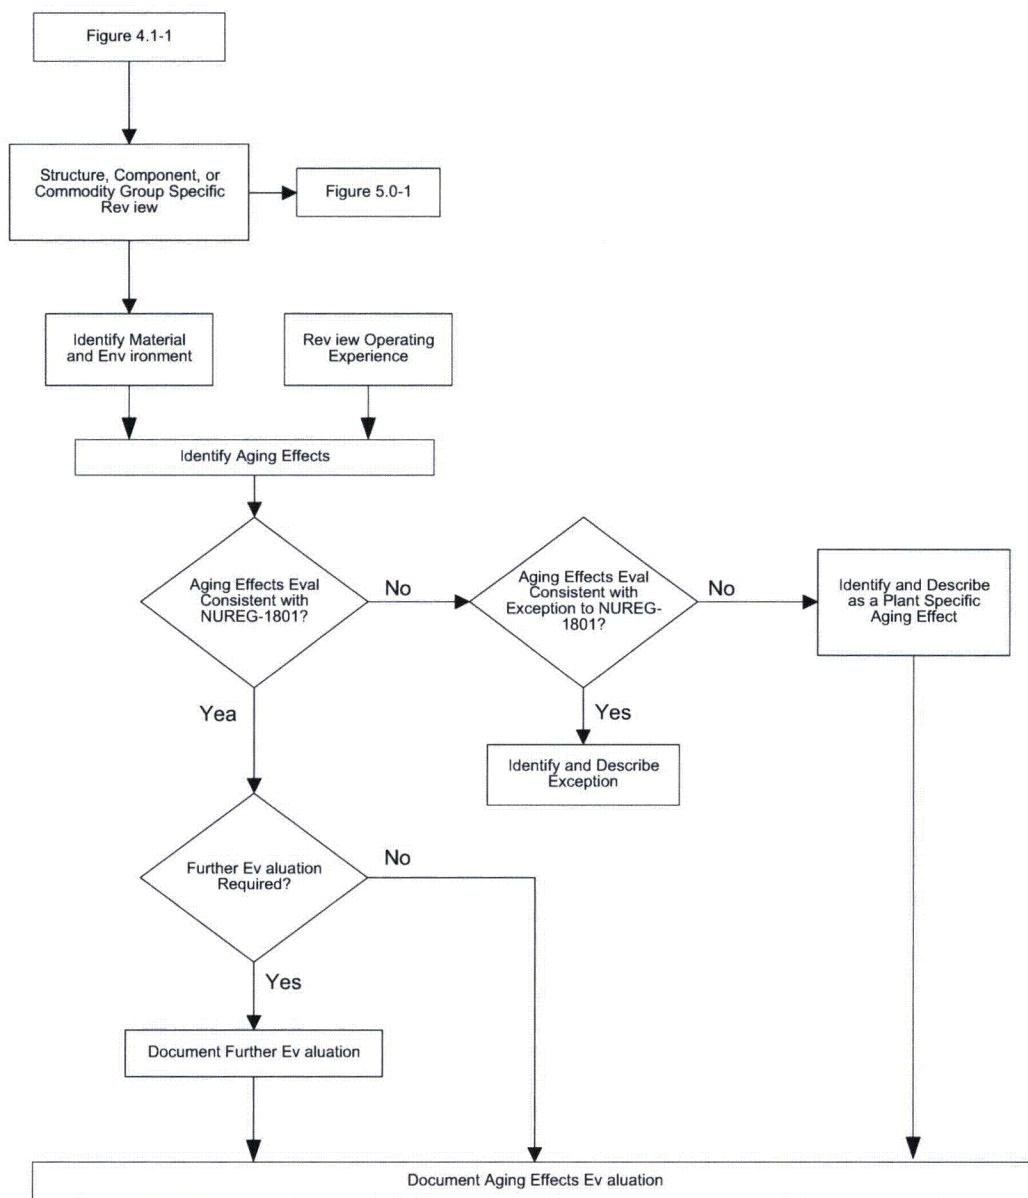 Figure 4.1-1
Structure, Component, or
Commodity Group Specific
Rev iew
Figure 5.0-1
Identify Material
and Env ironment
Rev iew Operating
Experience
Identify Aging Effects
Aging Effects Eval
Consistent with
NUREG-1801?
No
Aging Effects Eval
Consistent with
Exception to NUREG-
1801?
No
Identify and Describe
as a Plant Specific
Aging Effect
Yea
Yes
Identify and Describe
Exception
Further Ev aluation
Required?
No
Yes
Document Further Ev aluation
Document Aging Effects Ev aluation